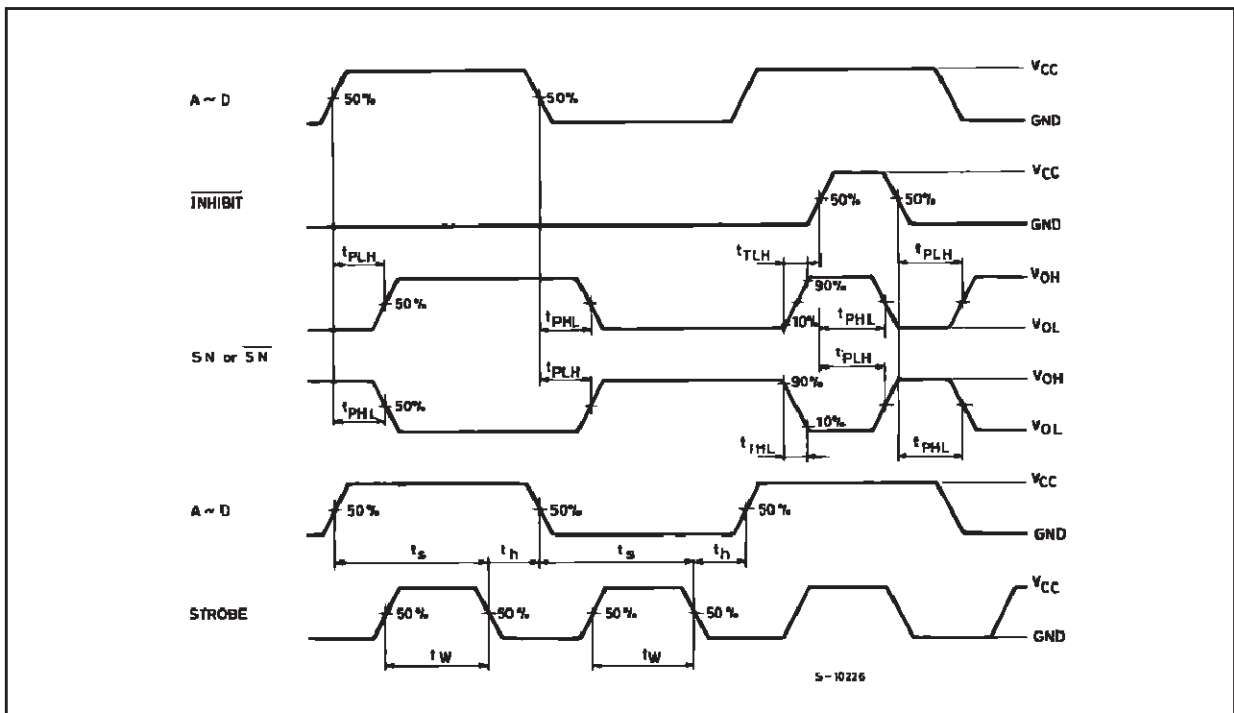 VCC
A ~ D 50% 50%
GND
VCC
INHIBIT 50% 50%
GND
tPLH tTLH tPLH
VOH
50% 90%
tPHL 10% tPHL VOL
SN or SN
tPLH tPLH
90% VOH
tPHL 50%
10% VOL
tTHL tPHL
VCC
A ~ D 50% 50% 50%
GND
ts th ts th
VCC
STROBE 50% 50% 50% 50%
GND
tW tW
S-10226